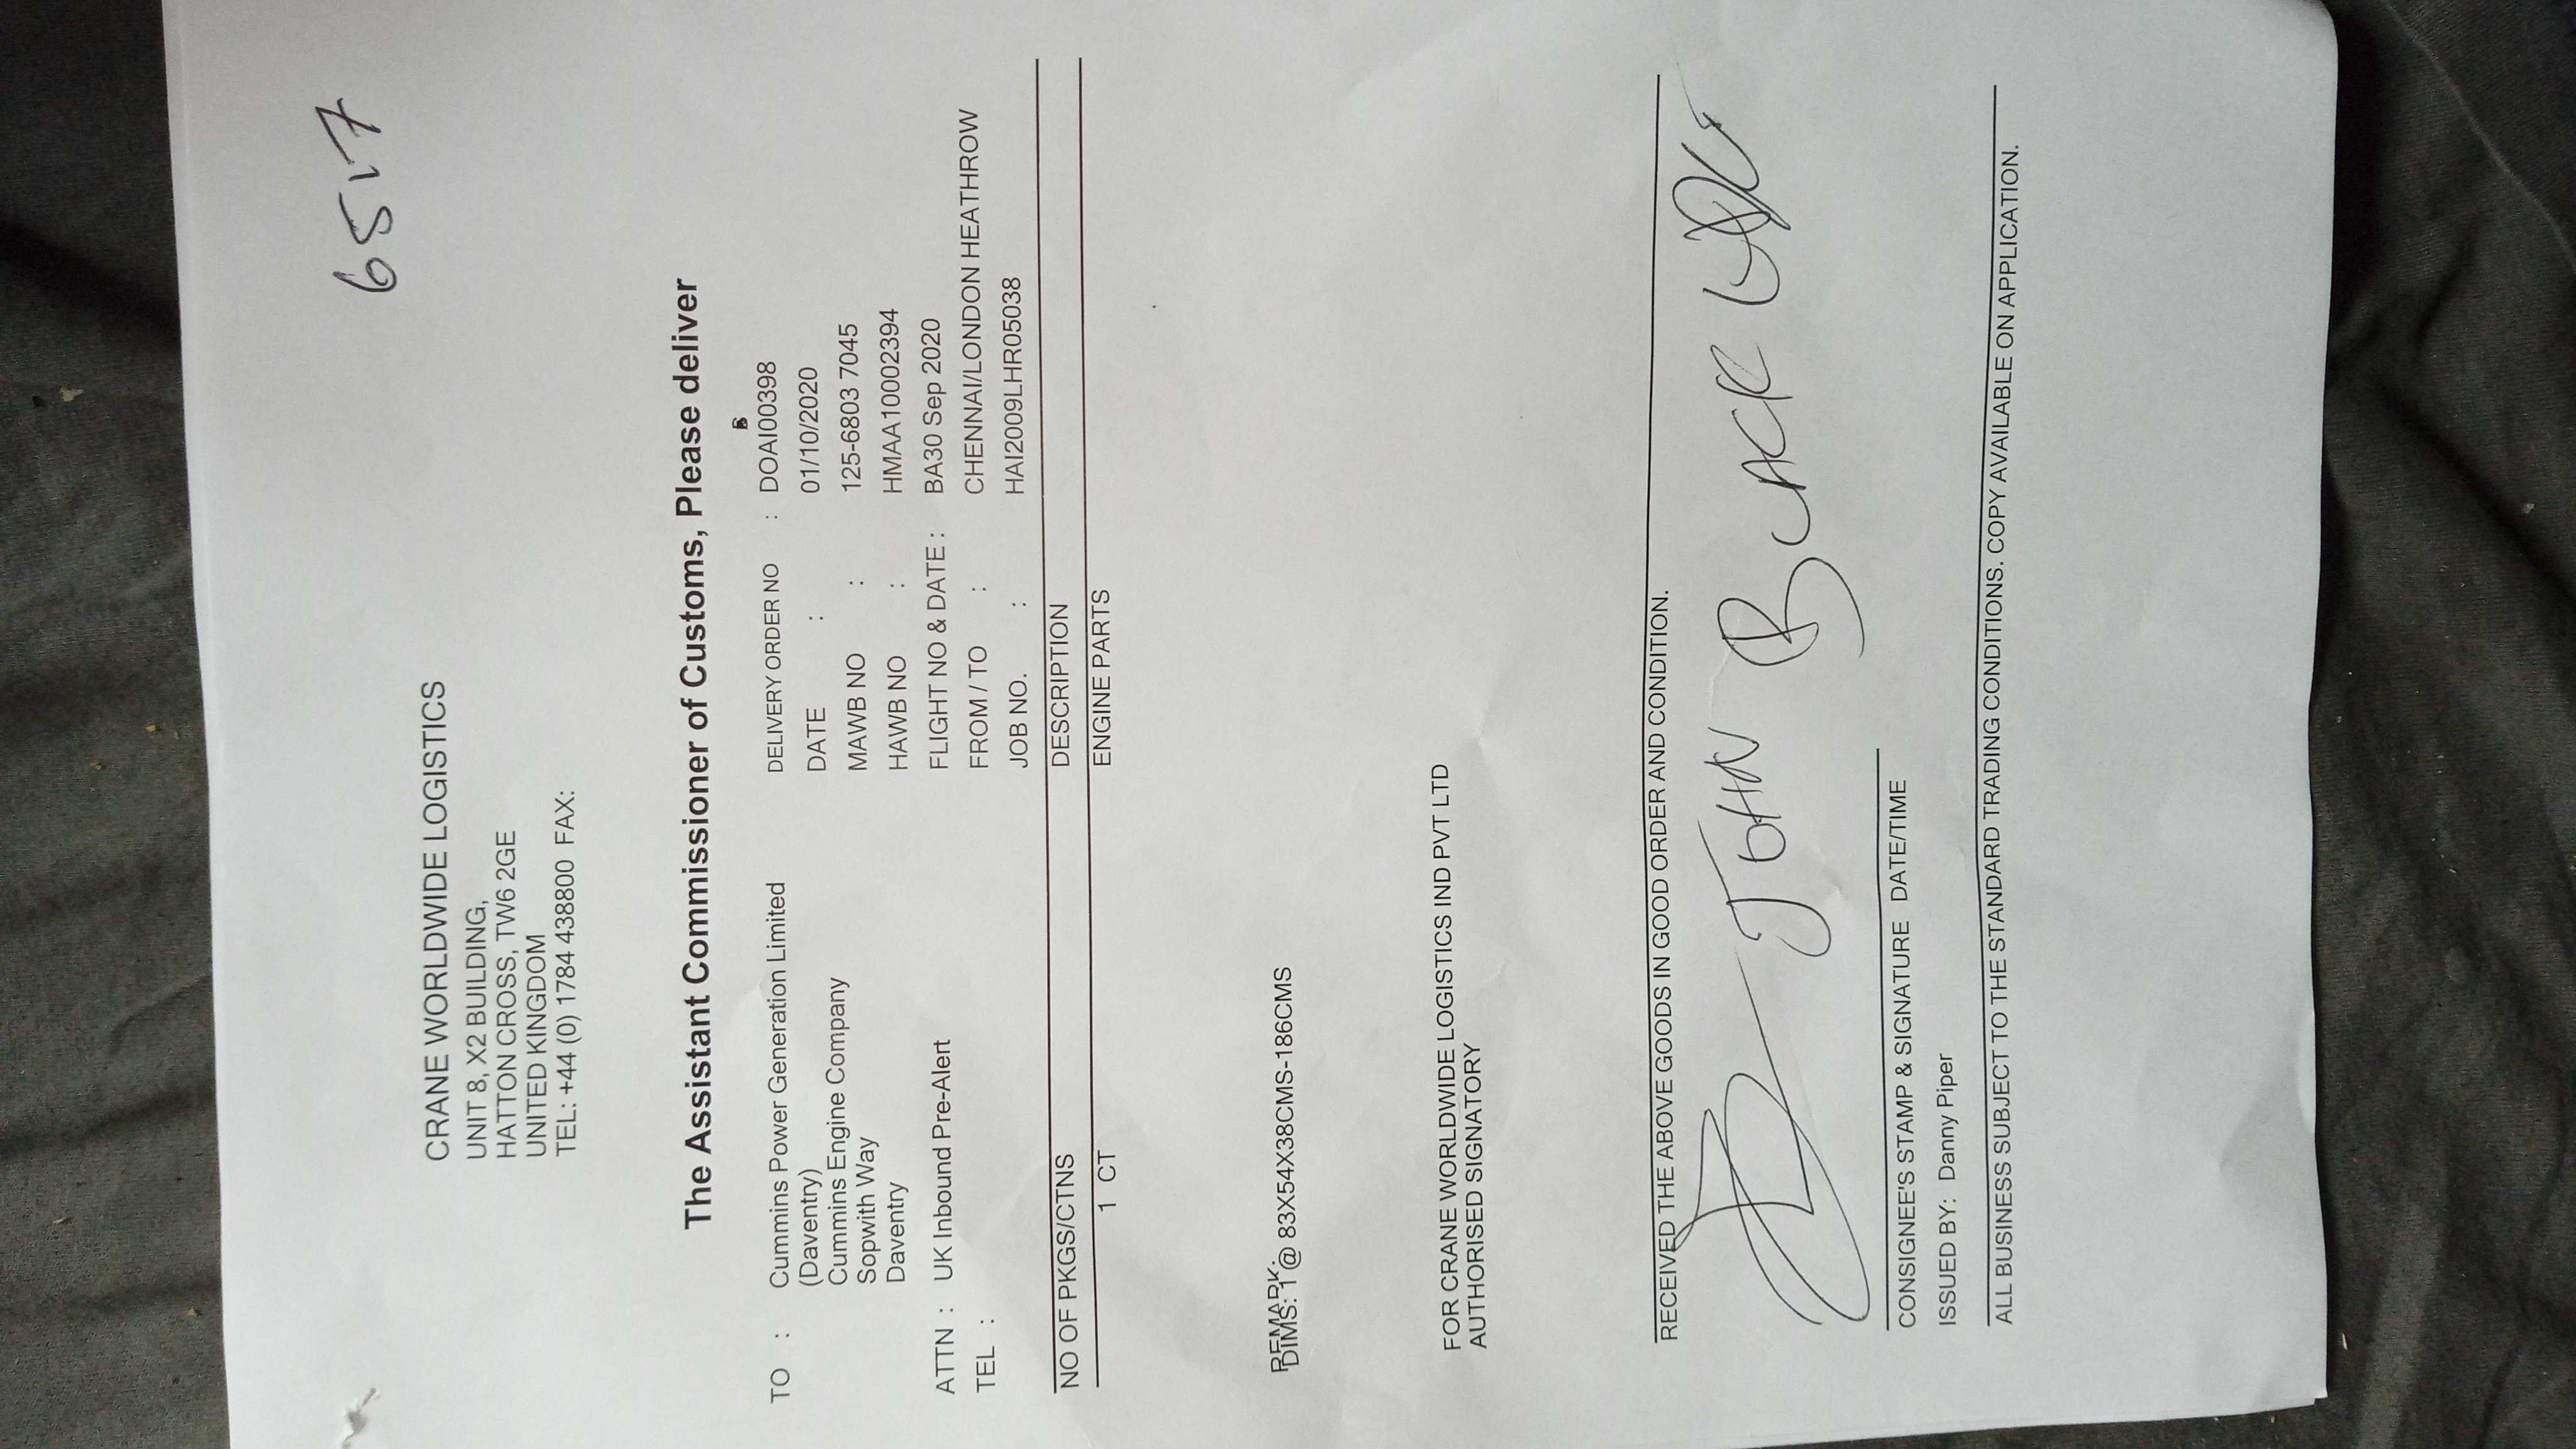 6517
CRANE WORLDWIDE LOGISTICS
UNIT 8, X2 BUILDING,
HATTON CROSS, TW6 2GE
UNITED KINGDOM
TEL: +44 (0) 1784 438800 FAX:
The Assistant Commissioner of Customs, Please deliver
TO : Cummins Power Generation Limited
(Daventry)
Cummins Engine Company
Sopwith Way
Daventry
ATTN : UK Inbound Pre-Alert
TEL :
DELIVERY ORDER NO : DOAI00398
DATE : 01/10/2020
MAWB NO : 125-6803 7045
HAWB NO : HMAA10002394
FLIGHT NO & DATE : BA30 Sep 2020
FROM / TO : CHENNAI/LONDON HEATHROW
JOB NO. : HAI2009LHR05038
NO OF PKGS/CTNS DESCRIPTION
1 CT ENGINE PARTS
REMARK:
DIMS: 1 @ 83X54X38CMS-186CMS
FOR CRANE WORLDWIDE LOGISTICS IND PVT LTD
AUTHORISED SIGNATORY
RECEIVED THE ABOVE GOODS IN GOOD ORDER AND CONDITION.
JOHN
CONSIGNEE'S STAMP & SIGNATURE DATE/TIME
ISSUED BY: Danny Piper
ALL BUSINESS SUBJECT TO THE STANDARD TRADING CONDITIONS. COPY AVAILABLE ON APPLICATION.